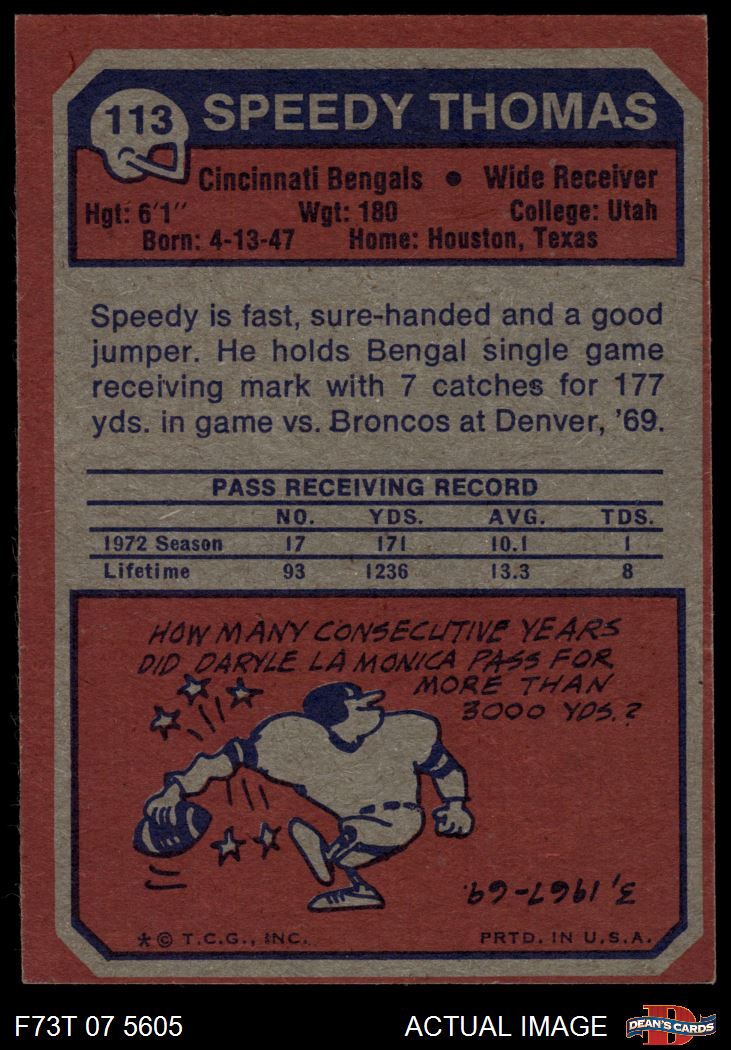 113
SPEEDY THOMAS
Cincinnati Bengals • Wide Receiver
Hgt: 6'1" Wgt: 180 College: Utah
Born: 4-13-47 Home: Houston, Texas
Speedy is fast, sure-handed and a good
jumper. He holds Bengal single game
receiving mark with 7 catches for 177
yds. in game vs. Broncos at Denver, '69.
PASS RECEIVING RECORD
NO. YDS. AVG. TDS.
1972 Season 17 171 10.1 1
Lifetime 93 1236 13.3 8
HOW MANY CONSECUTIVE YEARS
DID DARYLE LA MONICA PASS FOR
MORE THAN
3000 YDS.?
3, 1967-69.
* © T.C.G., INC. PRTD. IN U.S.A.
F73T 07 5605 ACTUAL IMAGE
D
DEAN'S CARDS